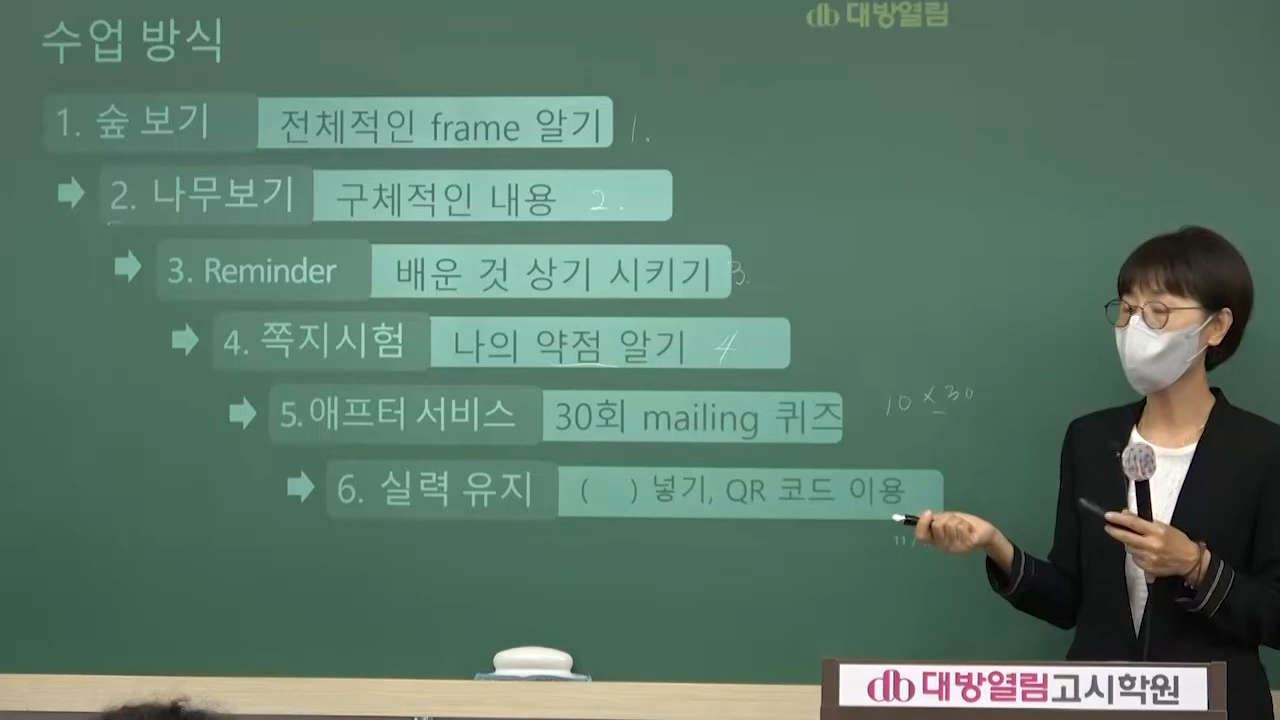 db 대방열림
수업 방식
1. 숲 보기 전체적인 frame 알기 1.
2. 나무보기 구체적인 내용 2.
3. Reminder 배운 것 상기 시키기 3.
4. 쪽지시험 나의 약점 알기 4
5.애프터 서비스 30회 mailing 퀴즈 10 × 30
6. 실력 유지 ( ) 넣기, QR 코드 이용
db 대방열림고시학원